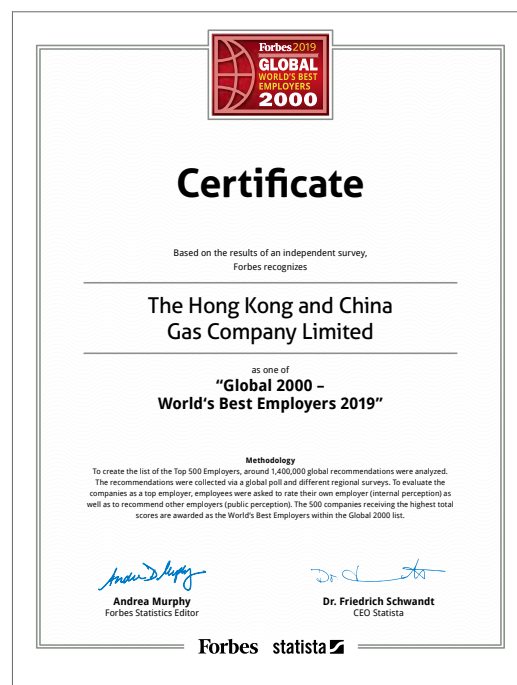 Forbes 2019
GLOBAL
WORLD'S BEST
EMPLOYERS
2000
Certificate
Based on the results of an independent survey,
Forbes recognizes
The Hong Kong and China
Gas Company Limited
as one of
“Global 2000 –
World‘s Best Employers 2019”
Methodology
To create the list of the Top 500 Employers, around 1,400,000 global recommendations were analyzed.
The recommendations were collected via a global poll and different regional surveys. To evaluate the
companies as a top employer, employees were asked to rate their own employer (internal perception) as
well as to recommend other employers (public perception). The 500 companies receiving the highest total
scores are awarded as the World’s Best Employers within the Global 2000 list.
Andrea Murphy
Forbes Statistics Editor
Dr. Friedrich Schwandt
CEO Statista
Forbes statista